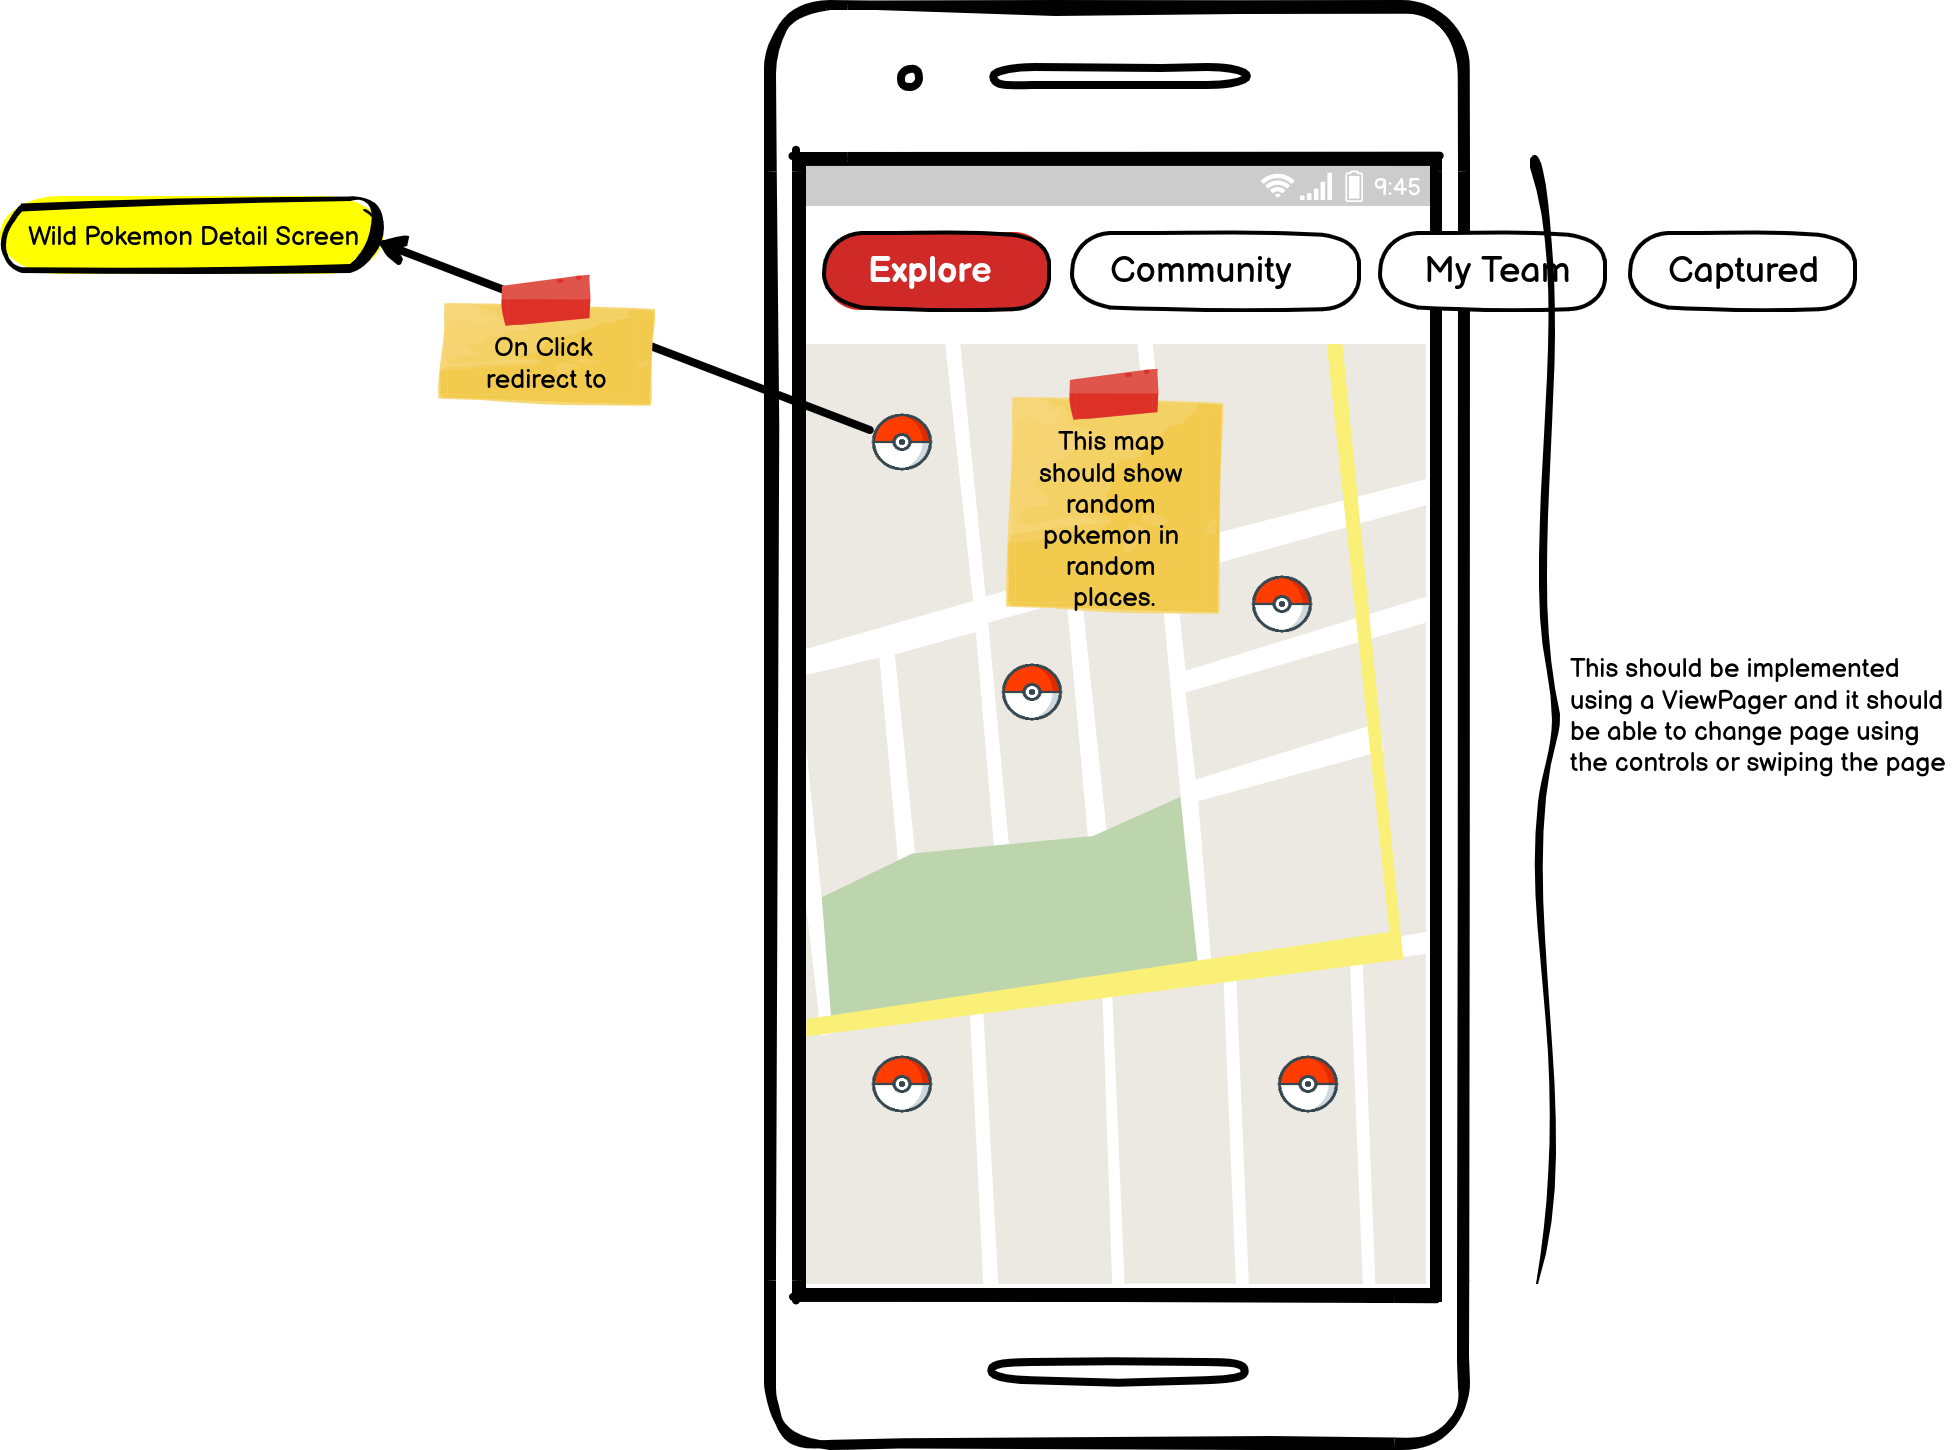 9:45
Wild Pokemon Detail Screen
Explore
Community
My Team
Captured
On Click
redirect to
This map
should show
random
pokemon in
random
places.
This should be implemented
using a ViewPager and it should
be able to change page using
the controls or swiping the page